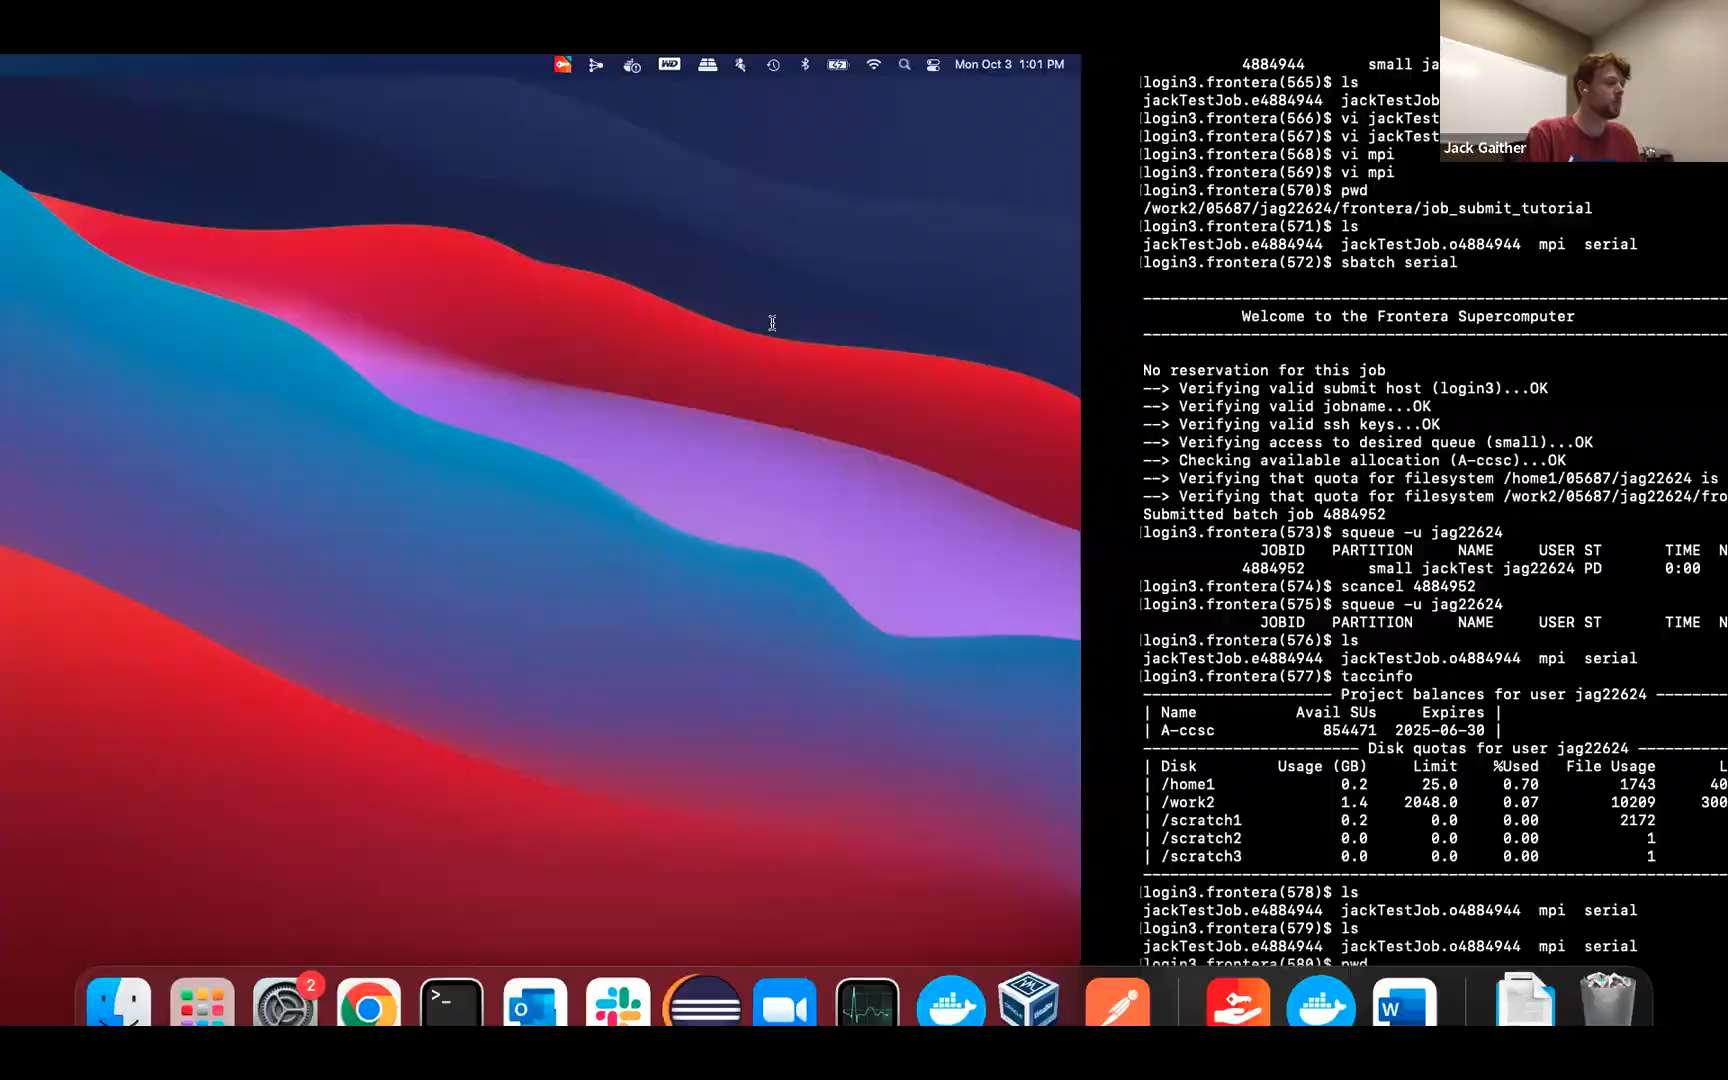 WD
Mon Oct 3 1:01 PM
4884944 small ja
login3.frontera(565)$ ls
jackTestJob.e4884944 jackTestJob
login3.frontera(566)$ vi jackTest
login3.frontera(567)$ vi jackTest
login3.frontera(568)$ vi mpi
login3.frontera(569)$ vi mpi
login3.frontera(570)$ pwd
/work2/05687/jag22624/frontera/job_submit_tutorial
login3.frontera(571)$ ls
jackTestJob.e4884944 jackTestJob.o4884944 mpi serial
login3.frontera(572)$ sbatch serial
-----------------------------------------------------------------
Welcome to the Frontera Supercomputer
-----------------------------------------------------------------
No reservation for this job
--> Verifying valid submit host (login3)...OK
--> Verifying valid jobname...OK
--> Verifying valid ssh keys...OK
--> Verifying access to desired queue (small)...OK
--> Checking available allocation (A-ccsc)...OK
--> Verifying that quota for filesystem /home1/05687/jag22624 is
--> Verifying that quota for filesystem /work2/05687/jag22624/fro
Submitted batch job 4884952
login3.frontera(573)$ squeue -u jag22624
JOBID PARTITION NAME USER ST TIME N
4884952 small jackTest jag22624 PD 0:00
login3.frontera(574)$ scancel 4884952
login3.frontera(575)$ squeue -u jag22624
JOBID PARTITION NAME USER ST TIME N
login3.frontera(576)$ ls
jackTestJob.e4884944 jackTestJob.o4884944 mpi serial
login3.frontera(577)$ taccinfo
--------------------- Project balances for user jag22624 --------
| Name Avail SUs Expires |
| A-ccsc 854471 2025-06-30 |
------------------------ Disk quotas for user jag22624 ----------
| Disk Usage (GB) Limit %Used File Usage L
| /home1 0.2 25.0 0.70 1743 40
| /work2 1.4 2048.0 0.07 10209 300
| /scratch1 0.2 0.0 0.00 2172
| /scratch2 0.0 0.0 0.00 1
| /scratch3 0.0 0.0 0.00 1
-----------------------------------------------------------------
login3.frontera(578)$ ls
jackTestJob.e4884944 jackTestJob.o4884944 mpi serial
login3.frontera(579)$ ls
jackTestJob.e4884944 jackTestJob.o4884944 mpi serial
login3.frontera(580)$ pwd
Jack Gaither
2
>_
O
W